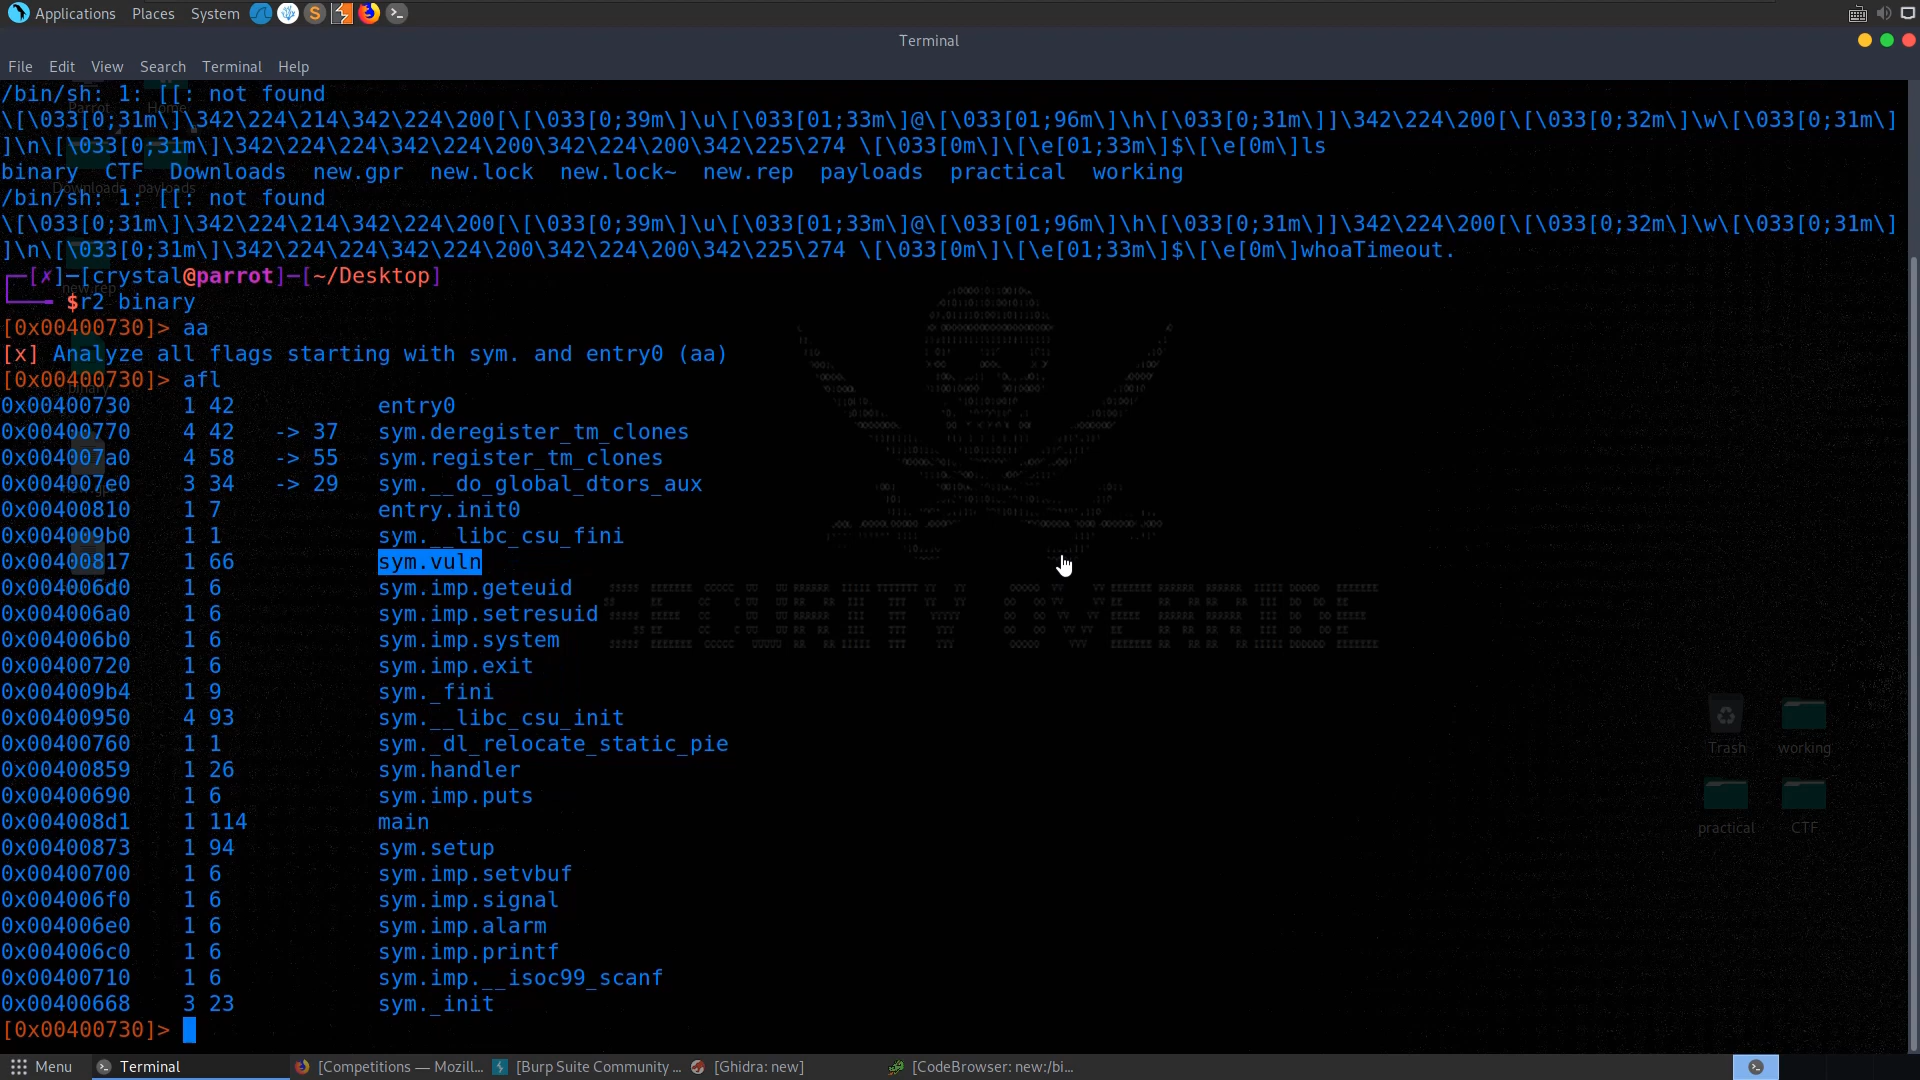 Applications Places System
Terminal
File Edit View Search Terminal Help
/bin/sh: 1: [[: not found
\[\033[0;31m\]\342\224\214\342\224\200[\[\033[0;39m\]\u\[\033[01;33m\]@\[\033[01;96m\]\h\[\033[0;31m\]]\342\224\200[\[\033[0;32m\]\w\[\033[0;31m\]
]\n\[\033[0;31m\]\342\224\224\342\224\200\342\224\200\342\225\274 \[\033[0m\]\[\e[01;33m\]$\[\e[0m\]ls
binary CTF Downloads new.gpr new.lock new.lock~ new.rep payloads practical working
/bin/sh: 1: [[: not found
\[\033[0;31m\]\342\224\214\342\224\200[\[\033[0;39m\]\u\[\033[01;33m\]@\[\033[01;96m\]\h\[\033[0;31m\]]\342\224\200[\[\033[0;32m\]\w\[\033[0;31m\]
]\n\[\033[0;31m\]\342\224\224\342\224\200\342\224\200\342\225\274 \[\033[0m\]\[\e[01;33m\]$\[\e[0m\]whoaTimeout.
┌─[✗]─[crystal@parrot]─[~/Desktop]
└──╼ $r2 binary
[0x00400730]> aa
[x] Analyze all flags starting with sym. and entry0 (aa)
[0x00400730]> afl
0x00400730 1 42 entry0
0x00400770 4 42 -> 37 sym.deregister_tm_clones
0x004007a0 4 58 -> 55 sym.register_tm_clones
0x004007e0 3 34 -> 29 sym.__do_global_dtors_aux
0x00400810 1 7 entry.init0
0x004009b0 1 1 sym.__libc_csu_fini
0x00400817 1 66 sym.vuln
0x004006d0 1 6 sym.imp.geteuid
0x004006a0 1 6 sym.imp.setresuid
0x004006b0 1 6 sym.imp.system
0x00400720 1 6 sym.imp.exit
0x004009b4 1 9 sym._fini
0x00400950 4 93 sym.__libc_csu_init
0x00400760 1 1 sym._dl_relocate_static_pie
0x00400859 1 26 sym.handler
0x00400690 1 6 sym.imp.puts
0x004008d1 1 114 main
0x00400873 1 94 sym.setup
0x00400700 1 6 sym.imp.setvbuf
0x004006f0 1 6 sym.imp.signal
0x004006e0 1 6 sym.imp.alarm
0x004006c0 1 6 sym.imp.printf
0x00400710 1 6 sym.imp.__isoc99_scanf
0x00400668 3 23 sym._init
[0x00400730]>
Parrot Home
Downloads payloads
new.rep
binary
SECURITY OVERRIDE
Trash working
practical CTF
Menu Terminal [Competitions — Mozill... [Burp Suite Community ... [Ghidra: new] [CodeBrowser: new:/bi...